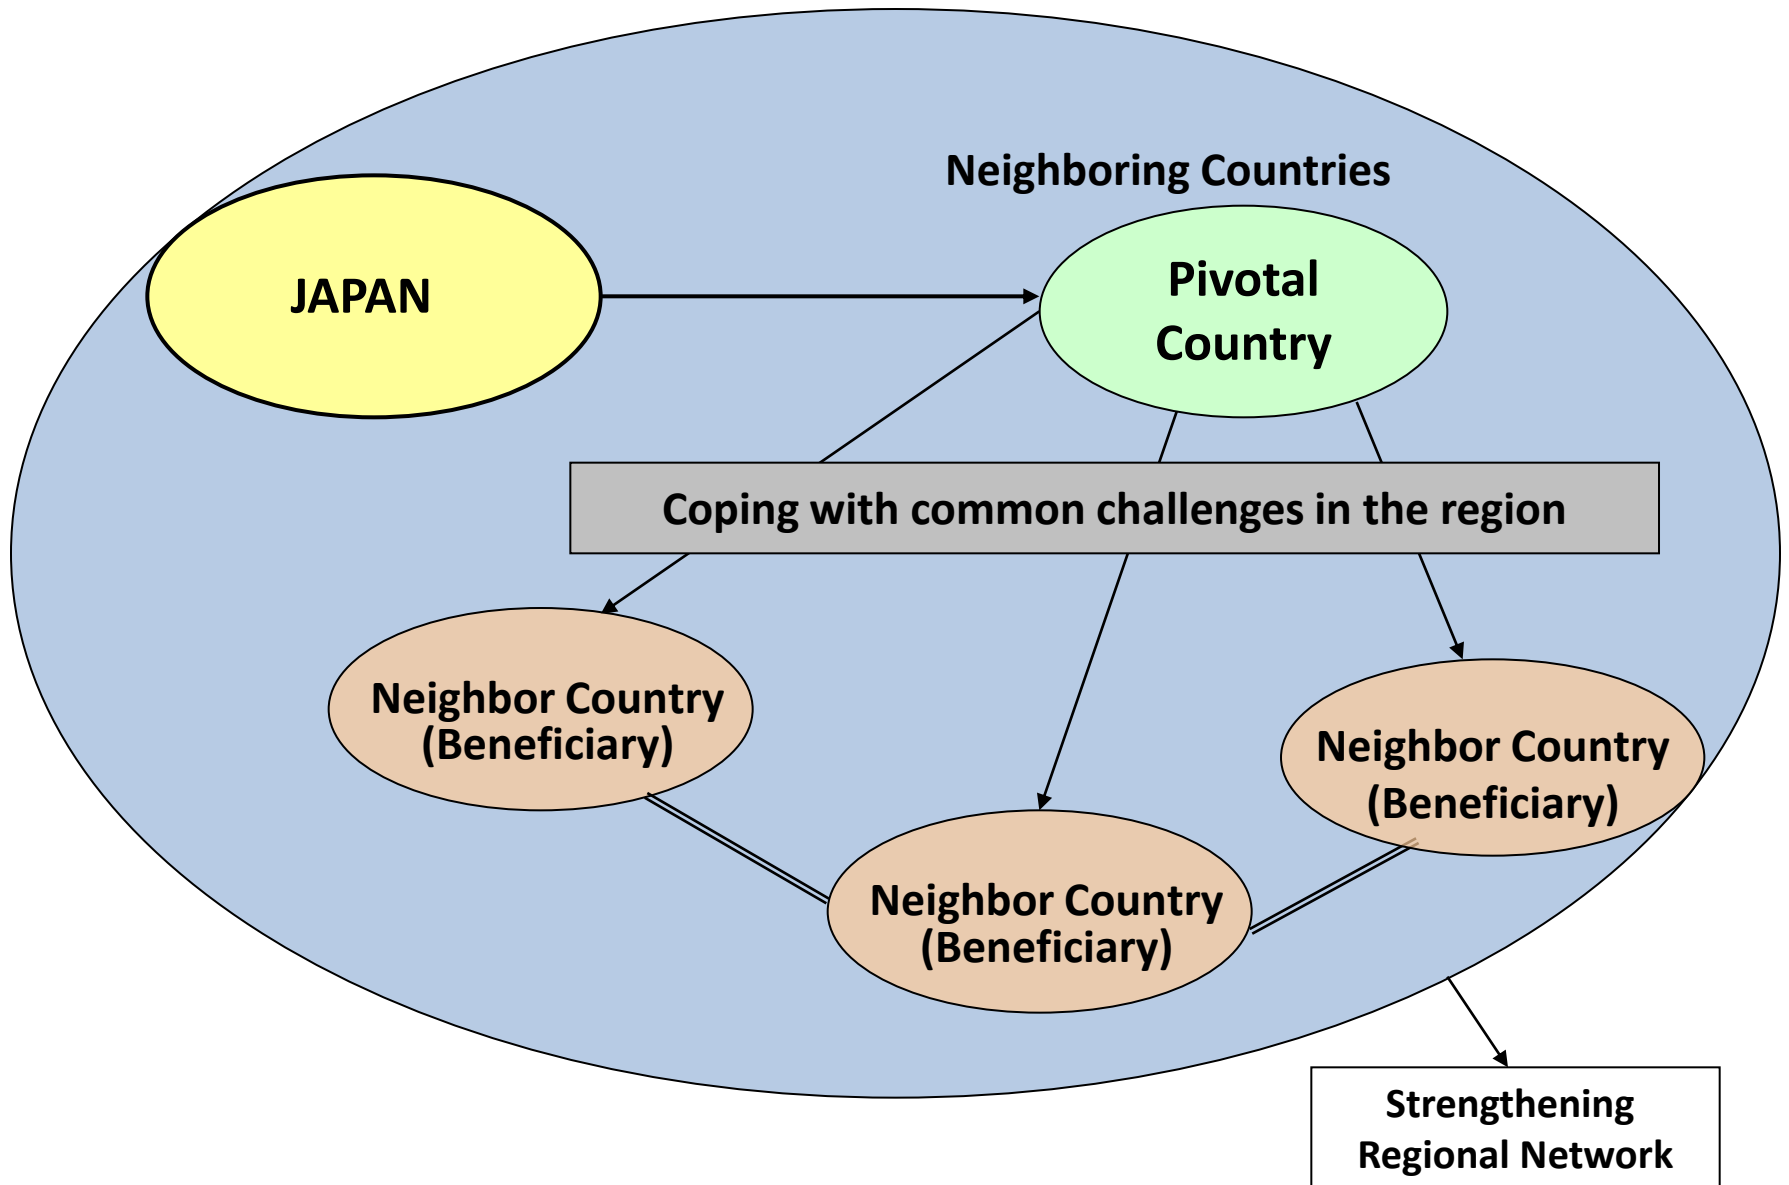 Neighboring Countries
JAPAN
Pivotal
Country
Coping with common challenges in the region
Neighbor Country
(Beneficiary)
Neighbor Country
(Beneficiary)
Neighbor Country
(Beneficiary)
Strengthening
Regional Network